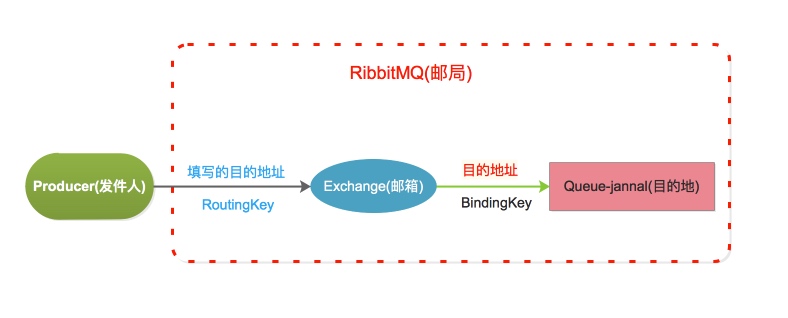 RibbitMQ(邮局)
Producer(发件人)
填写的目的地址
RoutingKey
Exchange(邮箱)
目的地址
BindingKey
Queue-jannal(目的地)